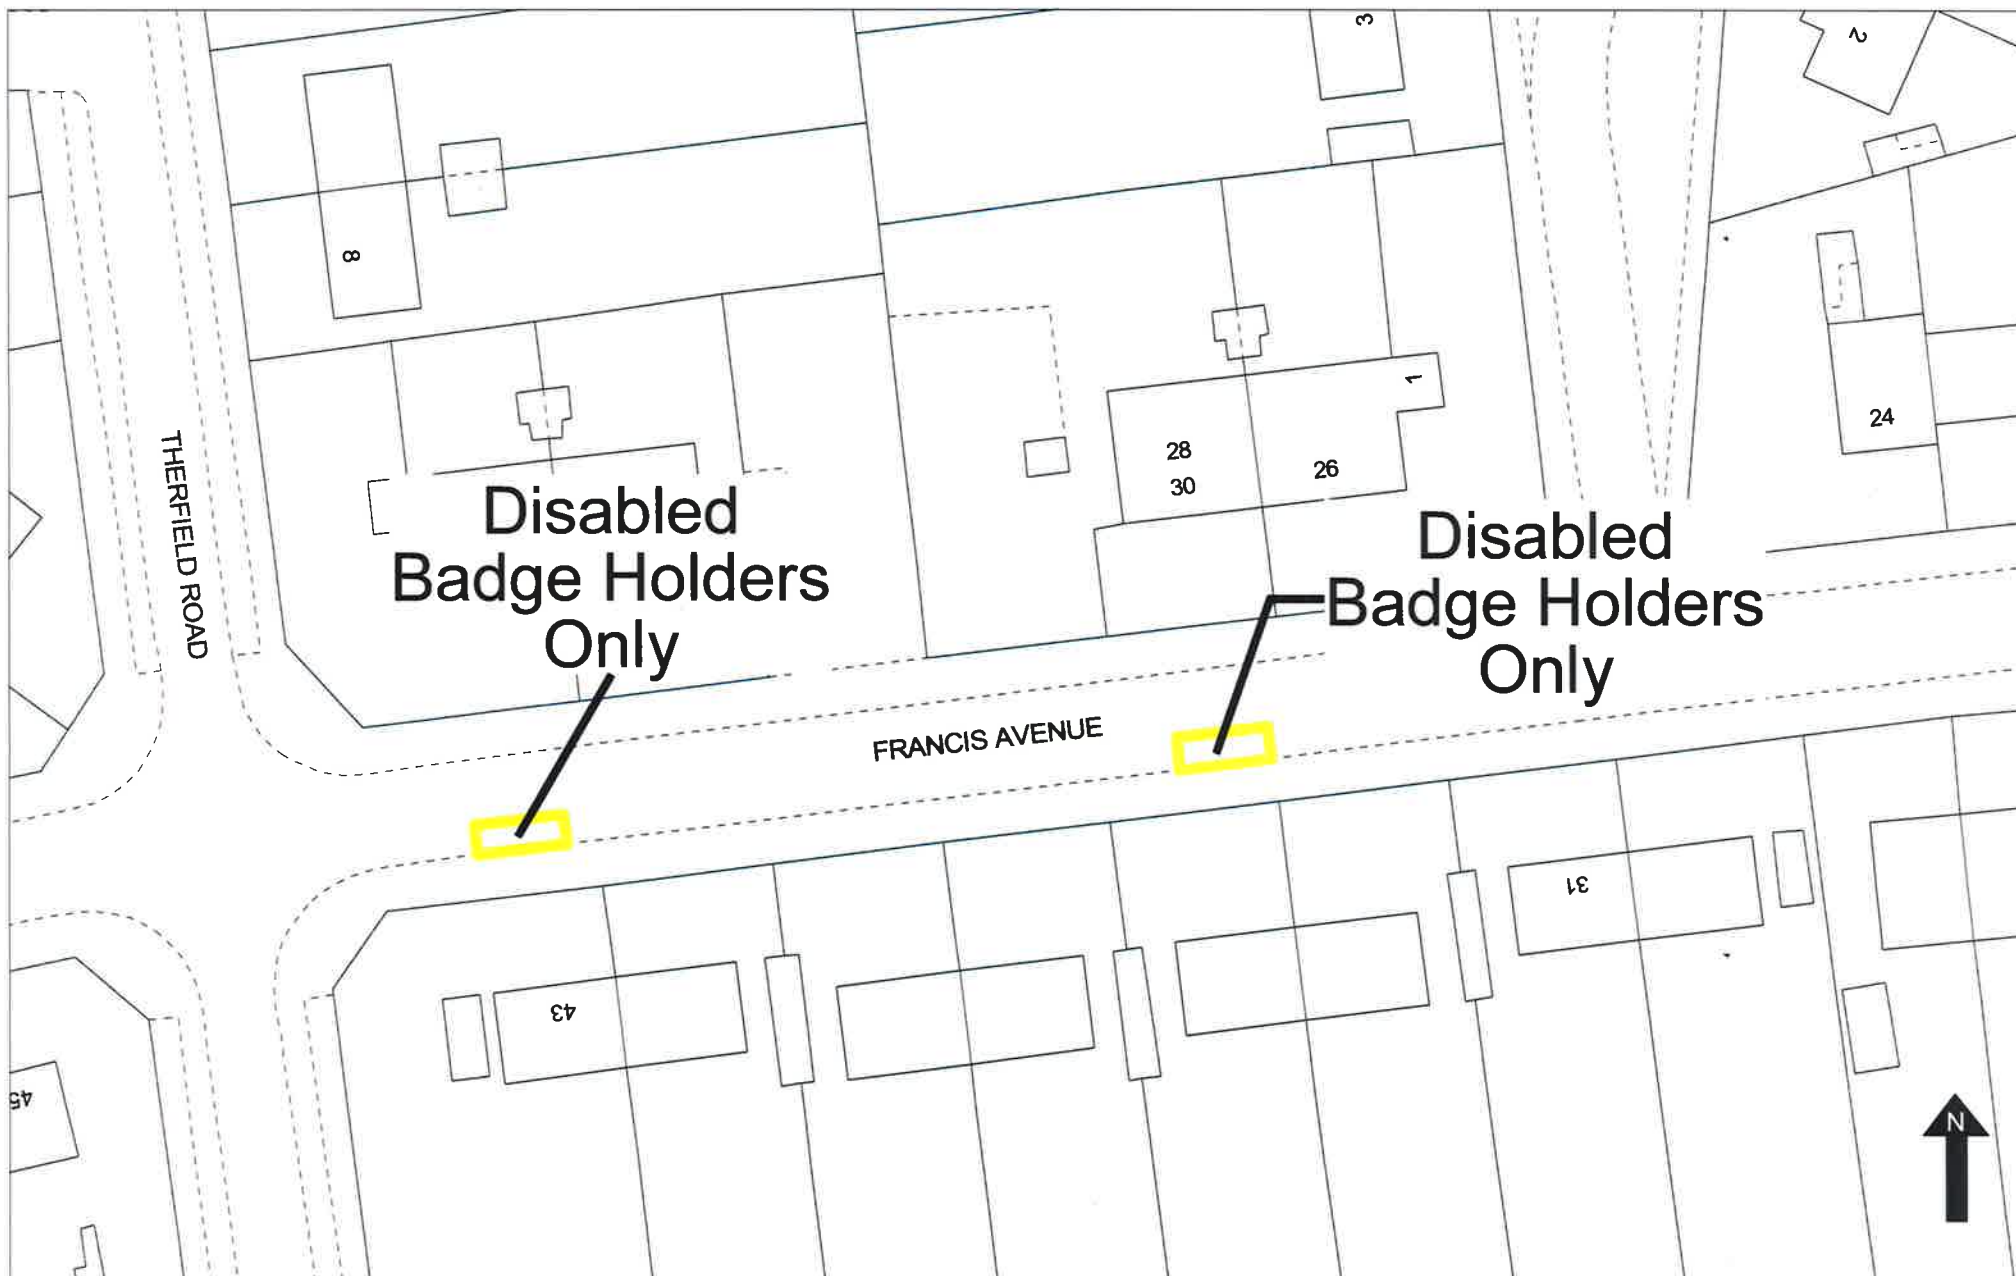 3
2
8
1
28
30
26
24
THERFIELD ROAD
Disabled
Badge Holders
Only
Disabled
Badge Holders
Only
FRANCIS AVENUE
31
43
45
N